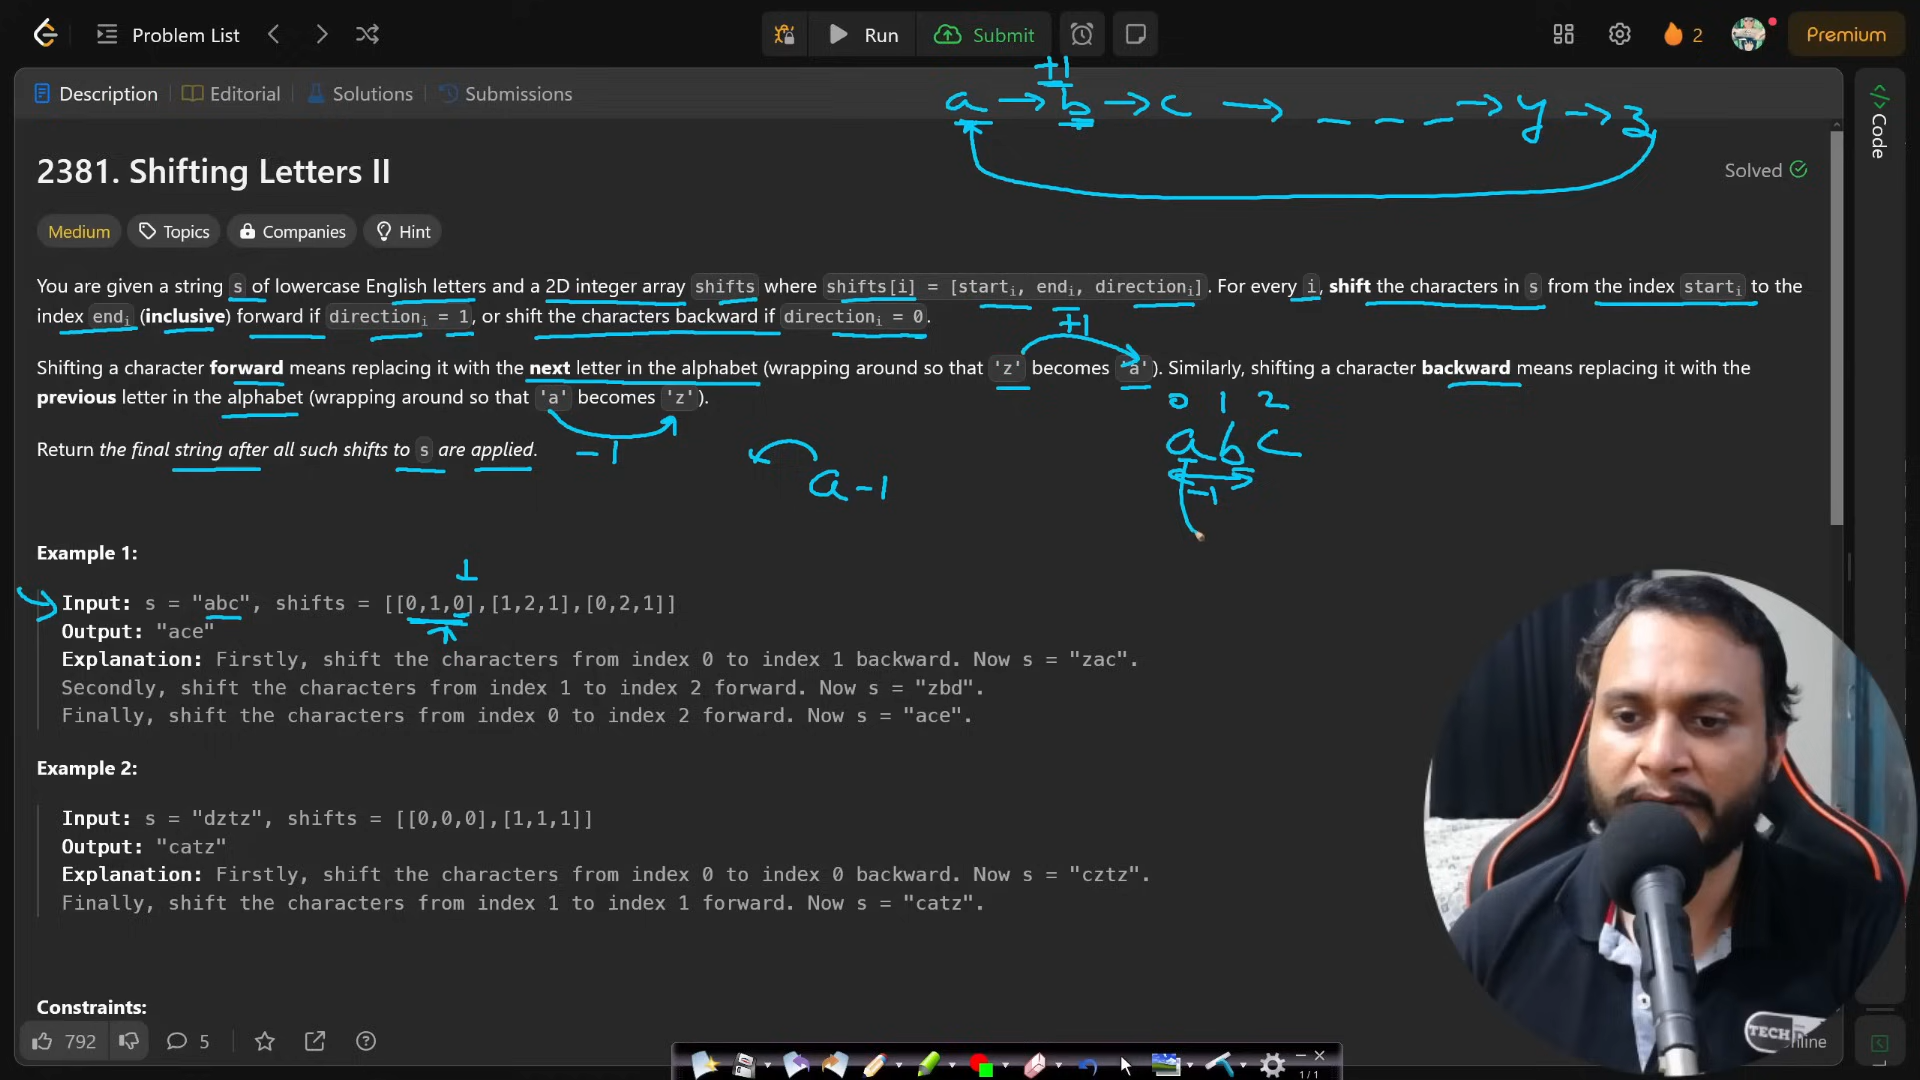 Problem List
Run
Submit
2
Premium
Description
Editorial
Solutions
Submissions
</> Code
+1
a → b → c → _ _ _ → y → z
2381. Shifting Letters II
Solved
Medium
Topics
Companies
Hint
You are given a string s of lowercase English letters and a 2D integer array shifts where shifts[i] = [starti, endi, directioni]. For every i, shift the characters in s from the index starti to the
index endi (inclusive) forward if directioni = 1, or shift the characters backward if directioni = 0.
+1
Shifting a character forward means replacing it with the next letter in the alphabet (wrapping around so that 'z' becomes 'a'). Similarly, shifting a character backward means replacing it with the
previous letter in the alphabet (wrapping around so that 'a' becomes 'z').
0 1 2
a b c
Return the final string after all such shifts to s are applied.
-1
a-1
-1
Example 1:
1
Input: s = "abc", shifts = [[0,1,0],[1,2,1],[0,2,1]]
Output: "ace"
Explanation: Firstly, shift the characters from index 0 to index 1 backward. Now s = "zac".
Secondly, shift the characters from index 1 to index 2 forward. Now s = "zbd".
Finally, shift the characters from index 0 to index 2 forward. Now s = "ace".
Example 2:
Input: s = "dztz", shifts = [[0,0,0],[1,1,1]]
Output: "catz"
Explanation: Firstly, shift the characters from index 0 to index 0 backward. Now s = "cztz".
Finally, shift the characters from index 1 to index 1 forward. Now s = "catz".
Constraints:
792
5
TECH
nline
1/1